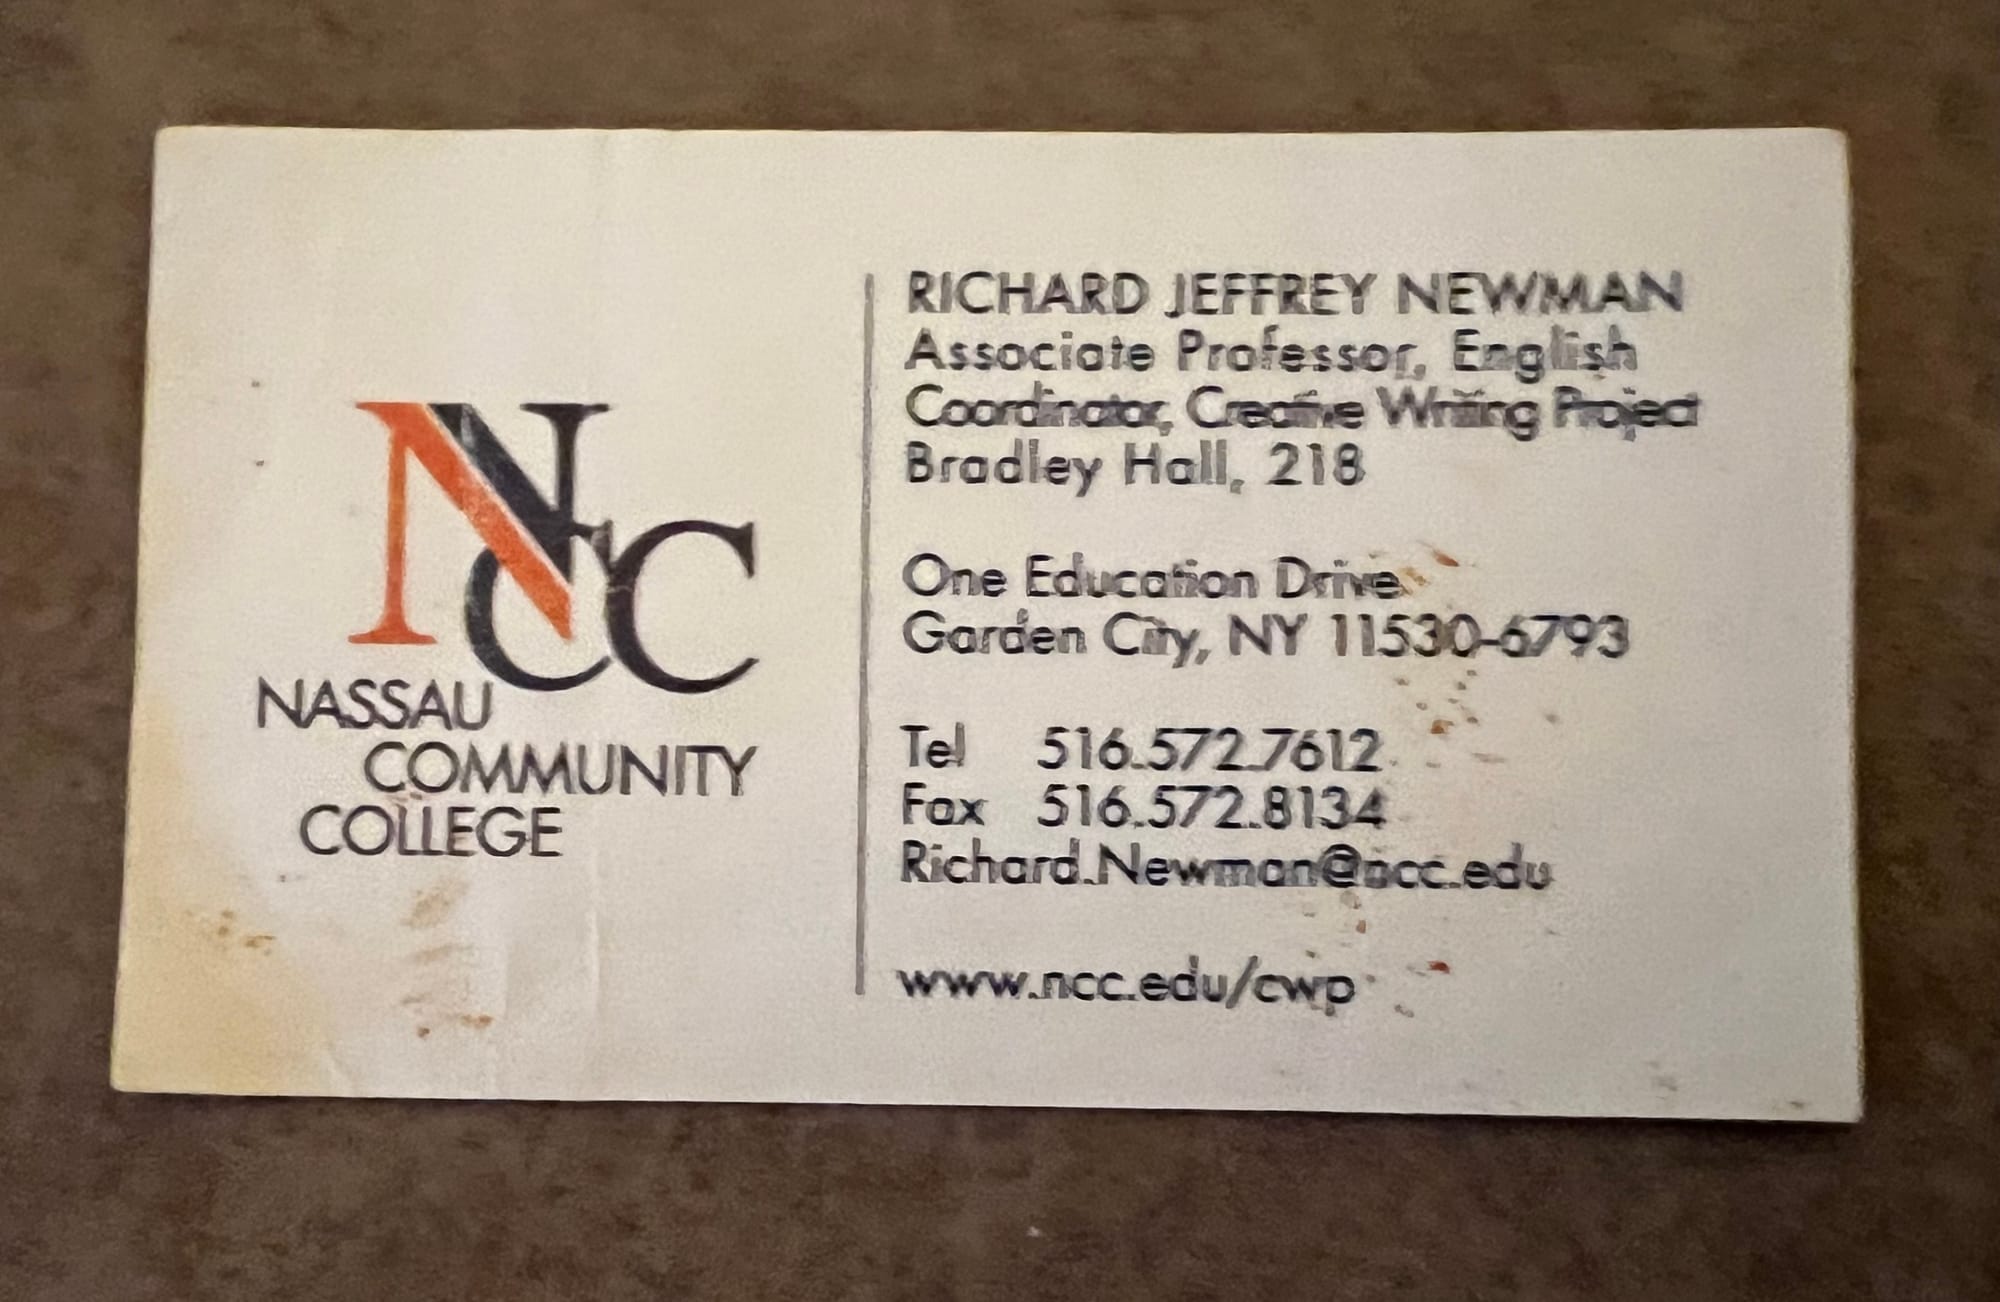 NCC
NASSAU
COMMUNITY
COLLEGE
RICHARD JEFFREY NEWMAN
Associate Professor, English
Coordinator, Creative Writing Project
Bradley Hall, 218
One Education Drive
Garden City, NY 11530-6793
Tel 516.572.7612
Fax 516.572.8134
Richard.Newman@ncc.edu
www.ncc.edu/cwp